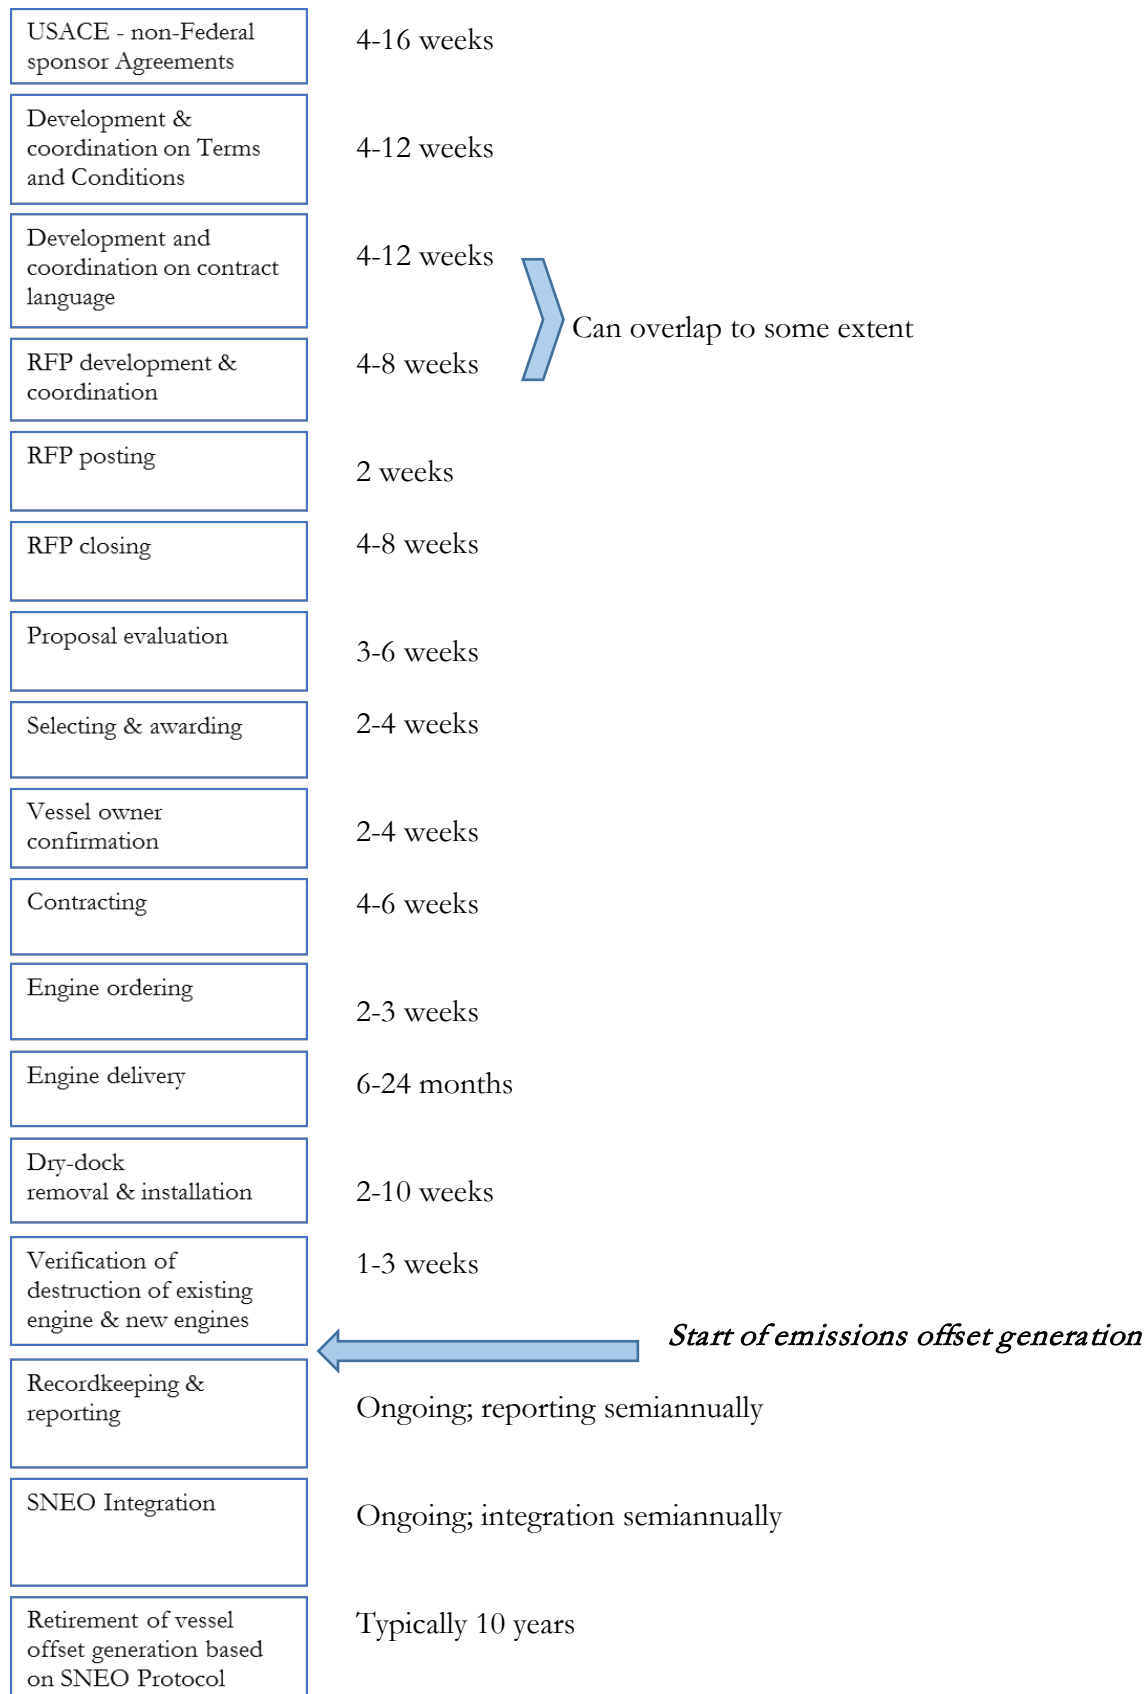 USACE - non-Federal
sponsor Agreements
4-16 weeks
Development &
coordination on Terms
and Conditions
4-12 weeks
Development and
coordination on contract
language
4-12 weeks
Can overlap to some extent
RFP development &
coordination
4-8 weeks
RFP posting
2 weeks
RFP closing
4-8 weeks
Proposal evaluation
3-6 weeks
Selecting & awarding
2-4 weeks
Vessel owner
confirmation
2-4 weeks
Contracting
4-6 weeks
Engine ordering
2-3 weeks
Engine delivery
6-24 months
Dry-dock
removal & installation
2-10 weeks
Verification of
destruction of existing
engine & new engines
1-3 weeks
Start of emissions offset generation
Recordkeeping &
reporting
Ongoing; reporting semiannually
SNEO Integration
Ongoing; integration semiannually
Retirement of vessel
offset generation based
on SNEO Protocol
Typically 10 years